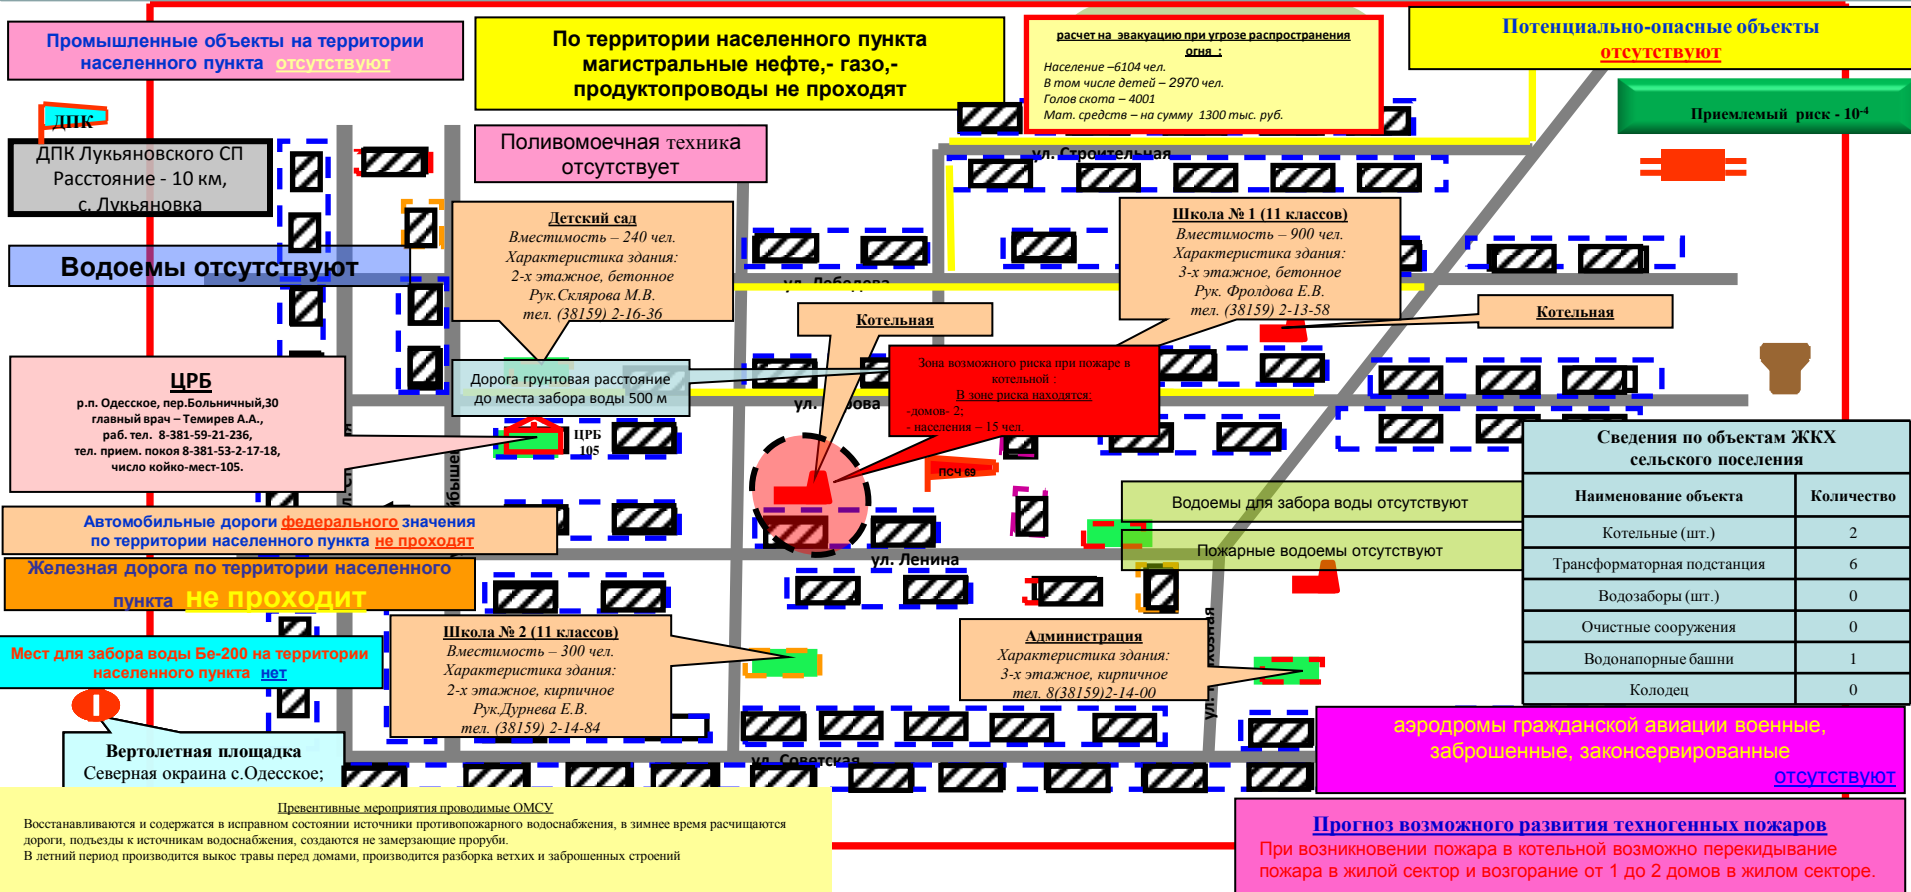 Промышленные объекты на территории
населенного пункта отсутствуют
По территории населенного пункта
магистральные нефте,- газо,-
продуктопроводы не проходят
расчет на эвакуацию при угрозе распространения
огня :
Население –6104 чел.
В том числе детей – 2970 чел.
Голов скота – 4001
Мат. средств – на сумму 1300 тыс. руб.
Потенциально-опасные объекты
отсутствуют
Приемлемый риск - 10-4
ДПК
ДПК Лукьяновского СП
Расстояние - 10 км,
с. Лукьяновка
Поливомоечная техника
отсутствует
ул. Строительная
Детский сад
Вместимость – 240 чел.
Характеристика здания:
2-х этажное, бетонное
Рук.Склярова М.В.
тел. (38159) 2-16-36
Школа № 1 (11 классов)
Вместимость – 900 чел.
Характеристика здания:
3-х этажное, бетонное
Рук. Фролдова Е.В.
тел. (38159) 2-13-58
Водоемы отсутствуют
ул.
Котельная
Котельная
ЦРБ
р.п. Одесское, пер.Больничный,30
главный врач – Темирев А.А.,
раб. тел. 8-381-59-21-236,
тел. прием. покоя 8-381-53-2-17-18,
число койко-мест-105.
Дорога грунтовая расстояние
до места забора воды 500 м
Зона возможного риска при пожаре в
котельной :
В зоне риска находятся:
-домов- 2;
- населения – 15 чел.
ул.
ЦРБ
105
ПСЧ 69
Водоемы для забора воды отсутствуют
Пожарные водоемы отсутствуют
Сведения по объектам ЖКХ
сельского поселения
Наименование объекта Количество
Котельные (шт.) 2
Трансформаторная подстанция 6
Водозаборы (шт.) 0
Очистные сооружения 0
Водонапорные башни 1
Колодец 0
Автомобильные дороги федерального значения
по территории населенного пункта не проходят
ул. Ленина
Железная дорога по территории населенного
пункта не проходит
Школа № 2 (11 классов)
Вместимость – 300 чел.
Характеристика здания:
2-х этажное, кирпичное
Рук.Дурнева Е.В.
тел. (38159) 2-14-84
Администрация
Характеристика здания:
3-х этажное, кирпичное
тел. 8(38159)2-14-00
Мест для забора воды Бе-200 на территории
населенного пункта нет
Вертолетная площадка
Северная окраина с.Одесское;
ул. Советская
аэродромы гражданской авиации военные,
заброшенные, законсервированные
отсутствуют
Превентивные мероприятия проводимые ОМСУ
Восстанавливаются и содержатся в исправном состоянии источники противопожарного водоснабжения, в зимнее время расчищаются
дороги, подъезды к источникам водоснабжения, создаются не замерзающие проруби.
В летний период производится выкос травы перед домами, производится разборка ветхих и заброшенных строений
Прогноз возможного развития техногенных пожаров
При возникновении пожара в котельной возможно перекидывание
пожара в жилой сектор и возгорание от 1 до 2 домов в жилом секторе.